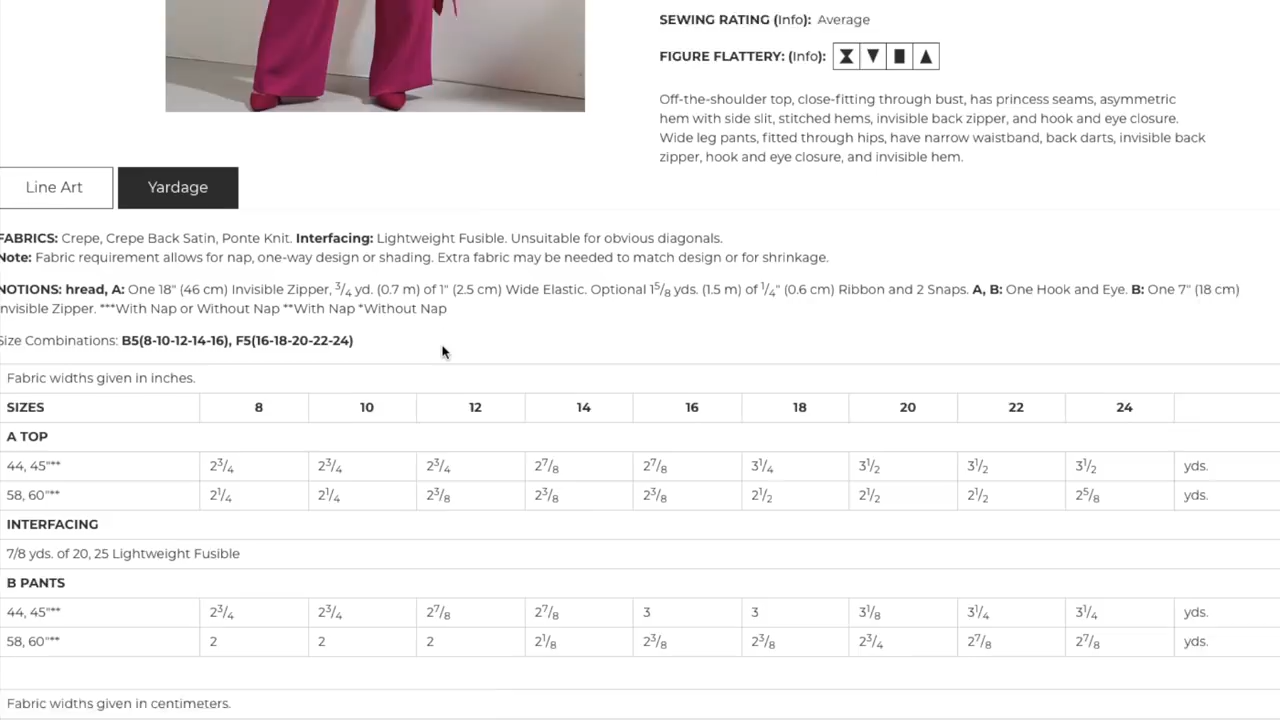 SEWING RATING (Info): Average
FIGURE FLATTERY: (Info):
Off-the-shoulder top, close-fitting through bust, has princess seams, asymmetric
hem with side slit, stitched hems, invisible back zipper, and hook and eye closure.
Wide leg pants, fitted through hips, have narrow waistband, back darts, invisible back
zipper, hook and eye closure, and invisible hem.
Line Art Yardage
FABRICS: Crepe, Crepe Back Satin, Ponte Knit. Interfacing: Lightweight Fusible. Unsuitable for obvious diagonals.
Note: Fabric requirement allows for nap, one-way design or shading. Extra fabric may be needed to match design or for shrinkage.
NOTIONS: hread, A: One 18" (46 cm) Invisible Zipper, 3/4 yd. (0.7 m) of 1" (2.5 cm) Wide Elastic. Optional 15/8 yds. (1.5 m) of 1/4" (0.6 cm) Ribbon and 2 Snaps. A, B: One Hook and Eye. B: One 7" (18 cm)
nvisible Zipper. ***With Nap or Without Nap **With Nap *Without Nap
Size Combinations: B5(8-10-12-14-16), F5(16-18-20-22-24)
Fabric widths given in inches.
SIZES 8 10 12 14 16 18 20 22 24
A TOP
44, 45"** 23/4 23/4 23/4 27/8 27/8 31/4 31/2 31/2 31/2 yds.
58, 60"** 21/4 21/4 23/8 23/8 23/8 21/2 21/2 21/2 25/8 yds.
INTERFACING
7/8 yds. of 20, 25 Lightweight Fusible
B PANTS
44, 45"** 23/4 23/4 27/8 27/8 3 3 31/8 31/4 31/4 yds.
58, 60"** 2 2 2 21/8 23/8 23/8 23/4 27/8 27/8 yds.
Fabric widths given in centimeters.